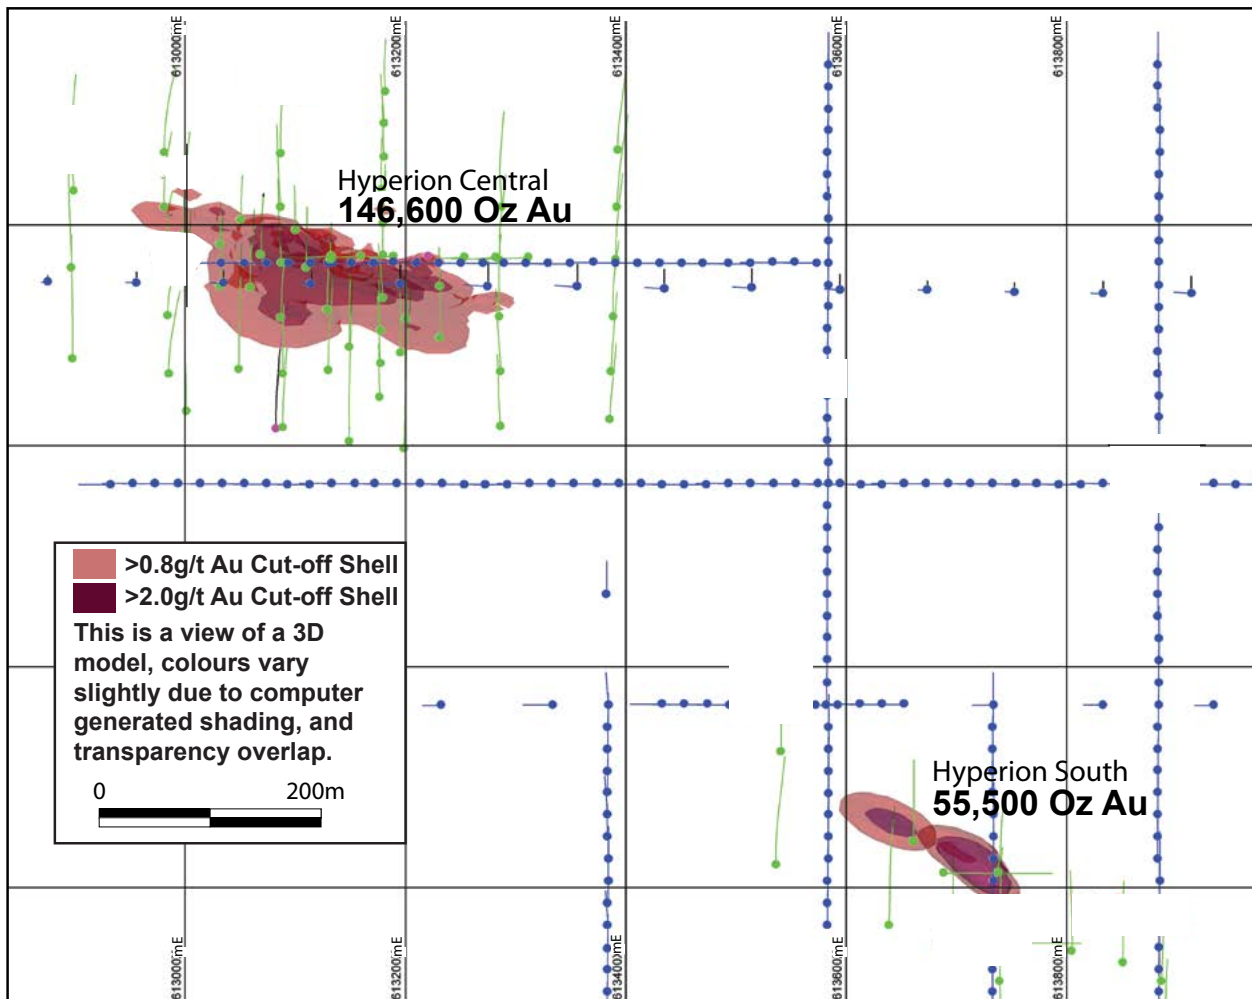 613000mE
613200mE
613400mE
613600mE
613800mE
Hyperion Central
146,600 Oz Au
>0.8g/t Au Cut-off Shell
>2.0g/t Au Cut-off Shell
This is a view of a 3D
model, colours vary
slightly due to computer
generated shading, and
transparency overlap.
0 200m
Hyperion South
55,500 Oz Au
613000mE
613200mE
613400mE
613600mE
613800mE